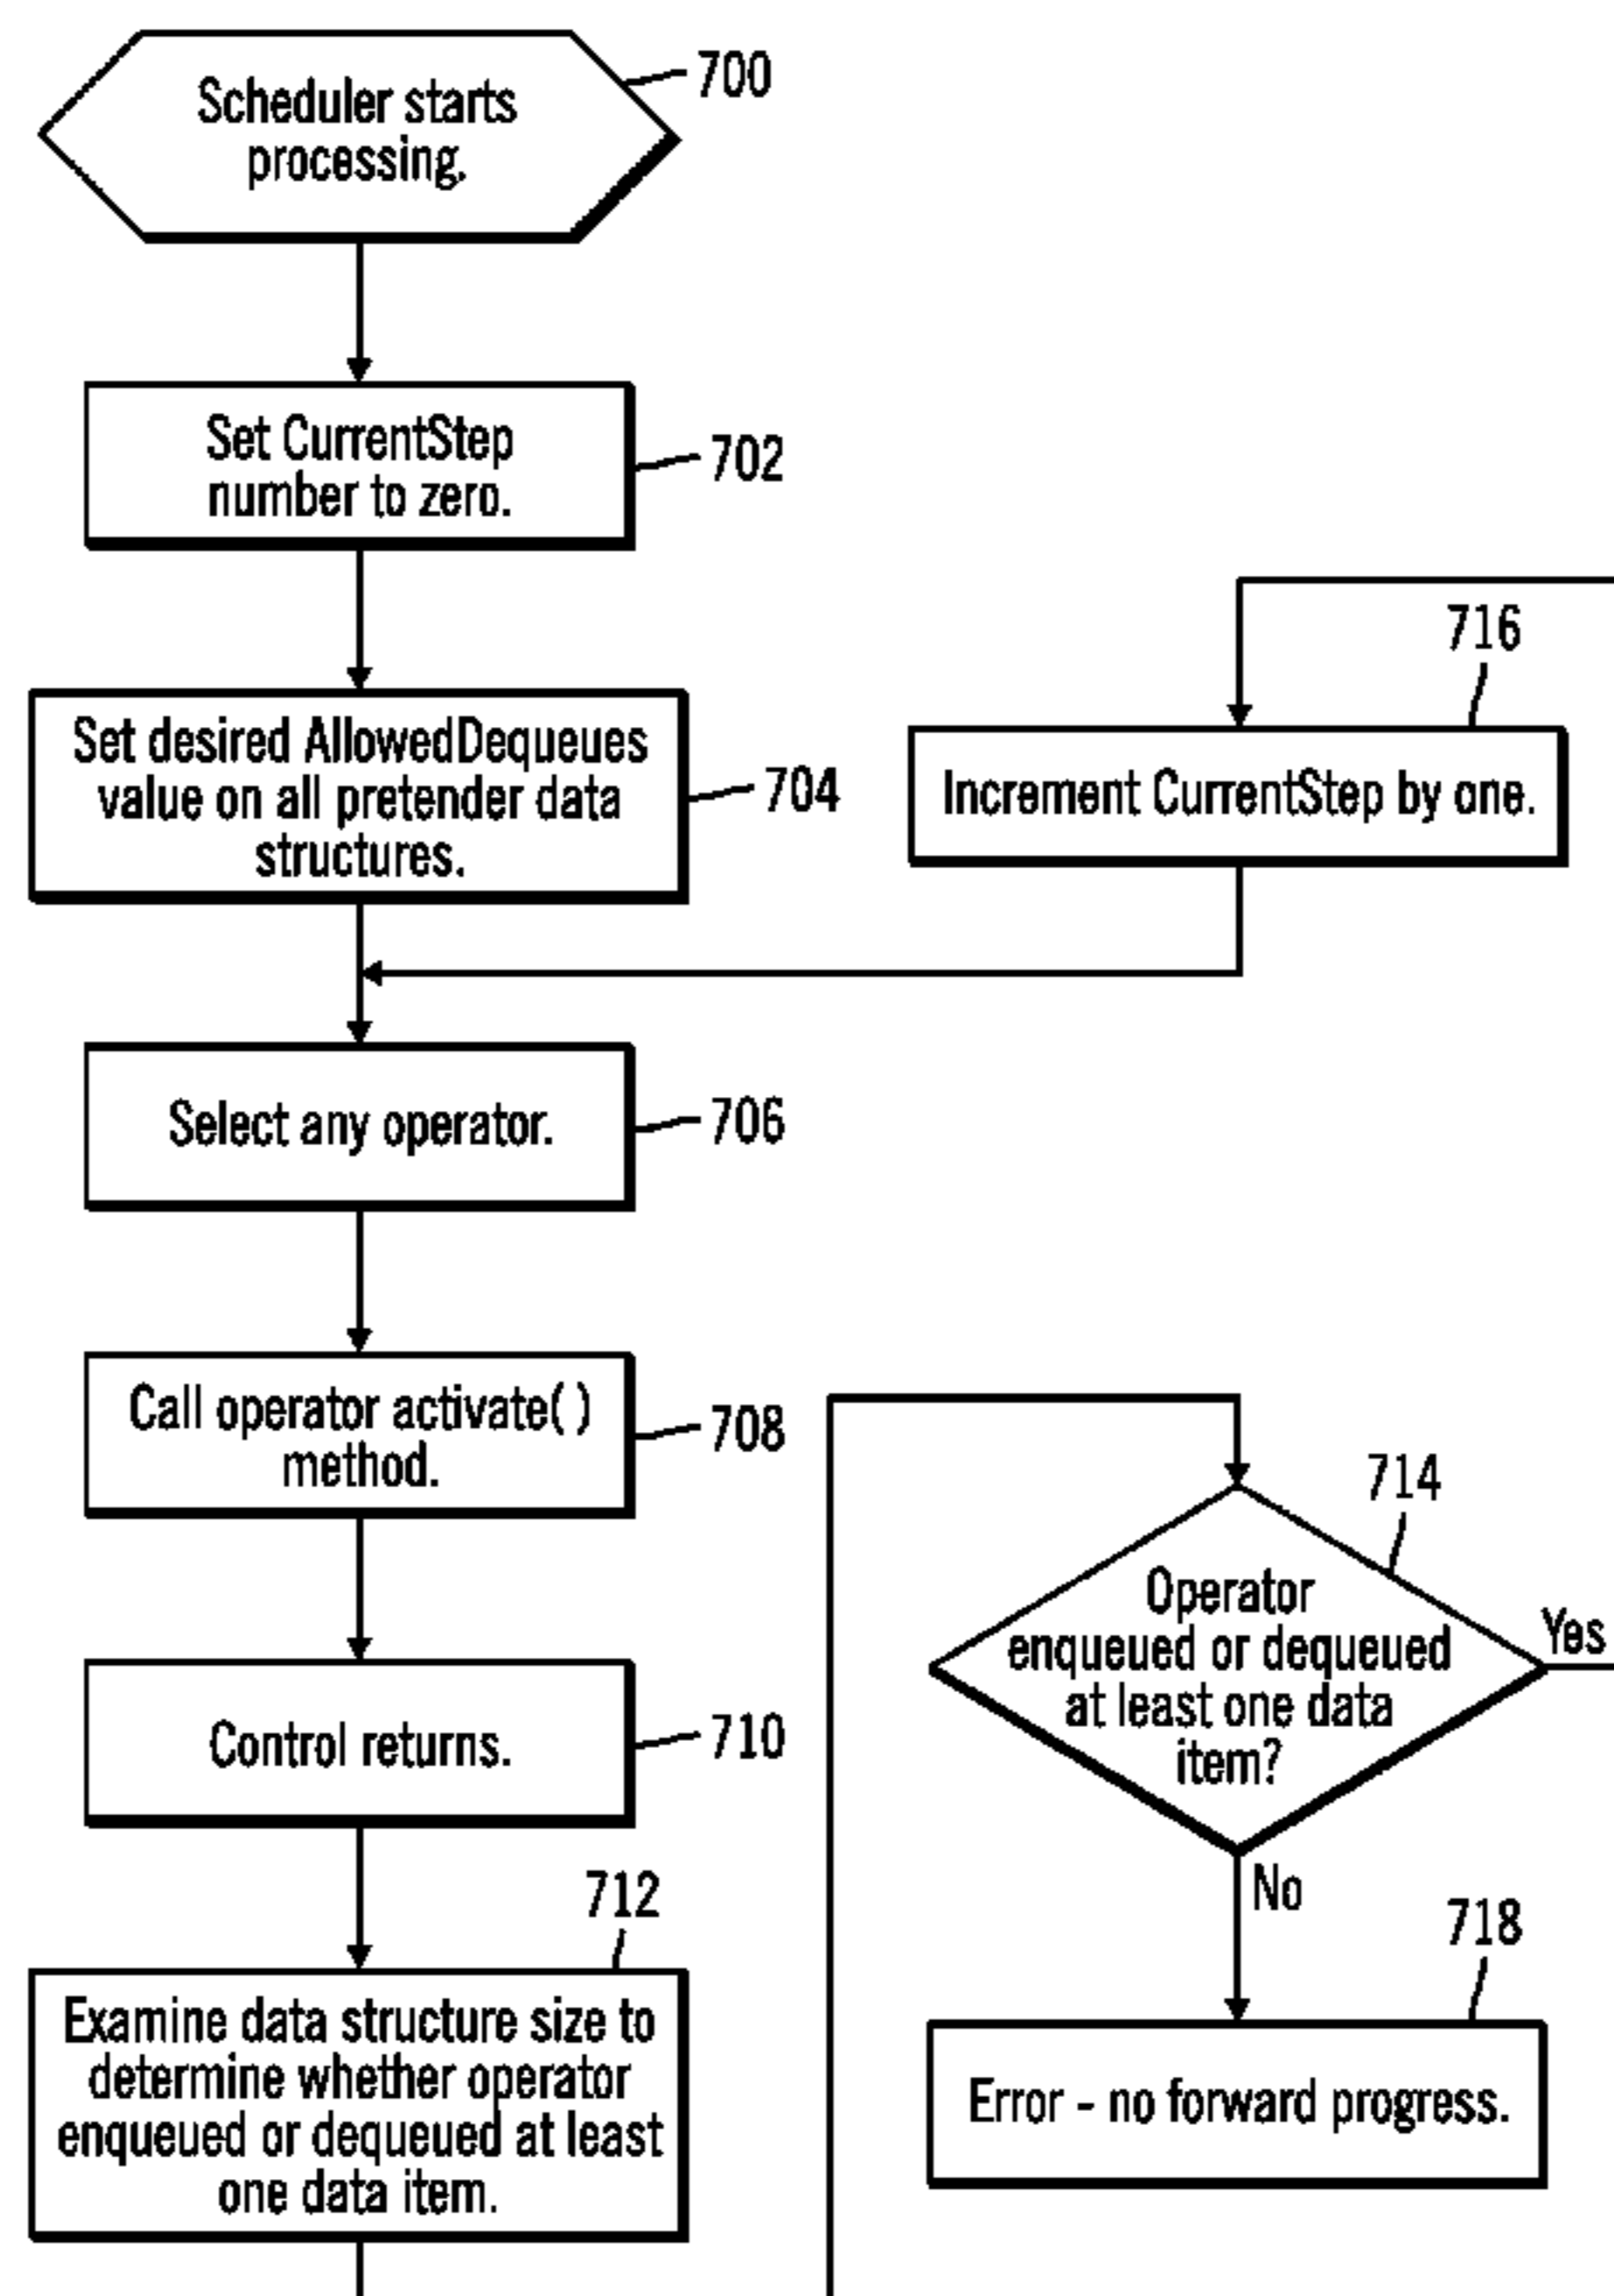 Scheduler starts
processing.
700
Set CurrentStep
number to zero.
702
Set desired AllowedDequeues
value on all pretender data
structures.
704
716
Increment CurrentStep by one.
Select any operator.
706
Call operator activate( )
method.
708
Control returns.
710
712
Examine data structure size to
determine whether operator
enqueued or dequeued at least
one data item.
714
Operator
enqueued or dequeued
at least one data
item?
Yes
No
718
Error - no forward progress.